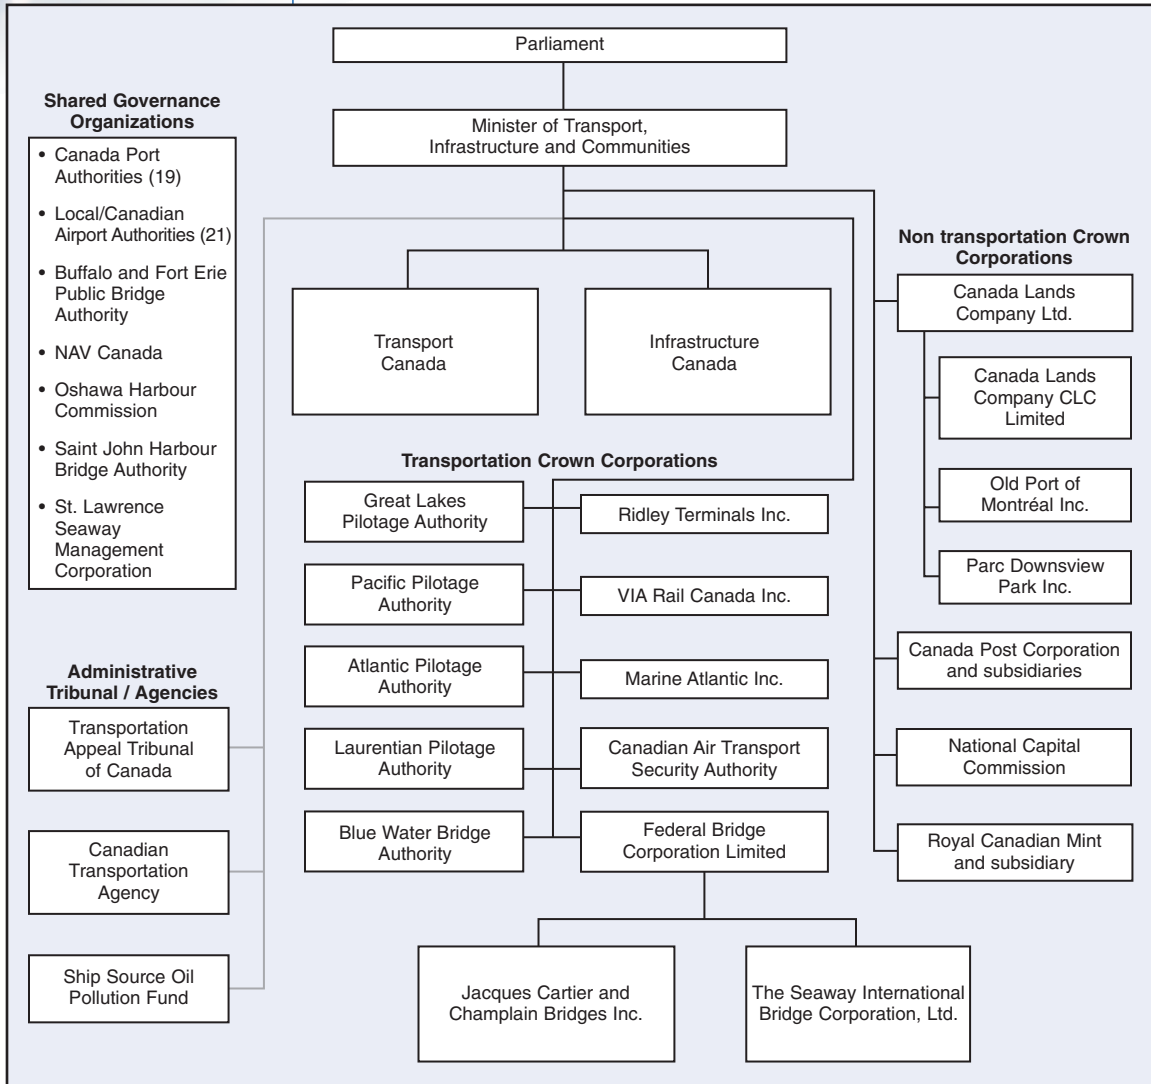 Parliament
Minister of Transport,
Infrastructure and Communities
Shared Governance
Organizations
• Canada Port
Authorities (19)
• Local/Canadian
Airport Authorities (21)
• Buffalo and Fort Erie
Public Bridge
Authority
• NAV Canada
• Oshawa Harbour
Commission
• Saint John Harbour
Bridge Authority
• St. Lawrence
Seaway
Management
Corporation
Administrative
Tribunal / Agencies
Transportation
Appeal Tribunal
of Canada
Canadian
Transportation
Agency
Ship Source Oil
Pollution Fund
Transport
Canada
Infrastructure
Canada
Transportation Crown Corporations
Great Lakes
Pilotage Authority
Ridley Terminals Inc.
Pacific Pilotage
Authority
VIA Rail Canada Inc.
Atlantic Pilotage
Authority
Marine Atlantic Inc.
Laurentian Pilotage
Authority
Canadian Air Transport
Security Authority
Blue Water Bridge
Authority
Federal Bridge
Corporation Limited
Jacques Cartier and
Champlain Bridges Inc.
The Seaway International
Bridge Corporation, Ltd.
Non transportation Crown
Corporations
Canada Lands
Company Ltd.
Canada Lands
Company CLC
Limited
Old Port of
Montréal Inc.
Parc Downsview
Park Inc.
Canada Post Corporation
and subsidiaries
National Capital
Commission
Royal Canadian Mint
and subsidiary